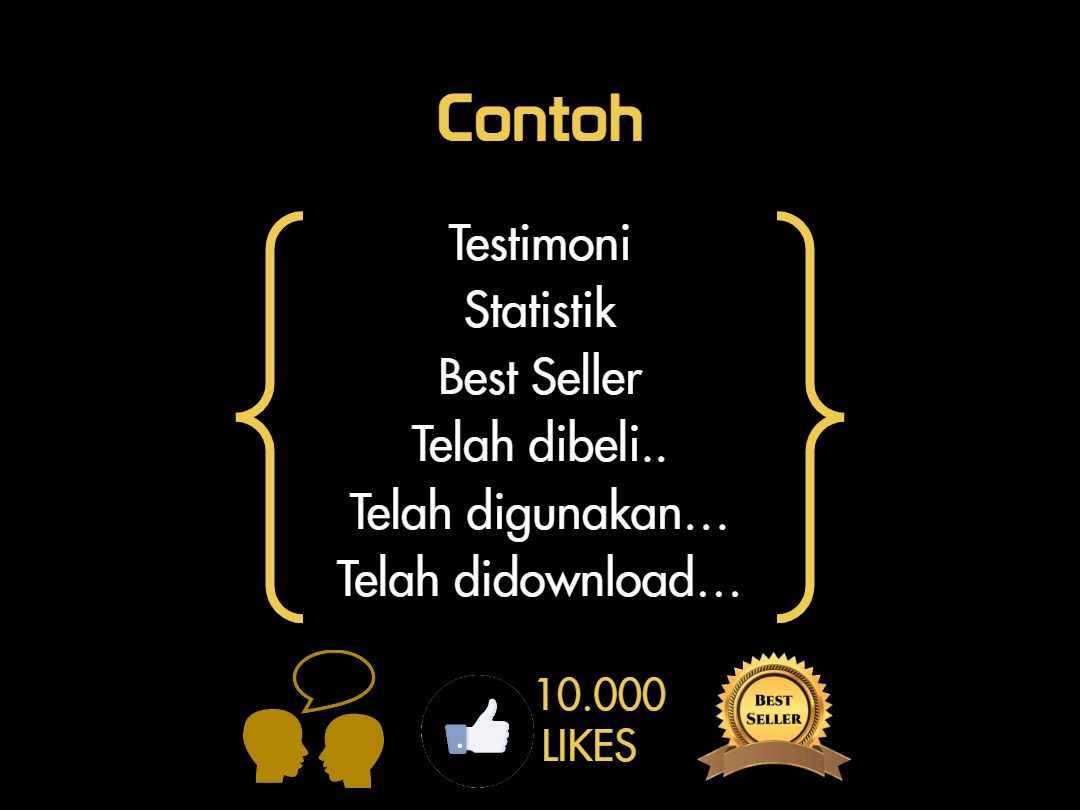 Contoh
Testimoni
Statistik
Best Seller
Telah dibeli..
Telah digunakan...
Telah didownload...
10.000
LIKES
BEST
SELLER